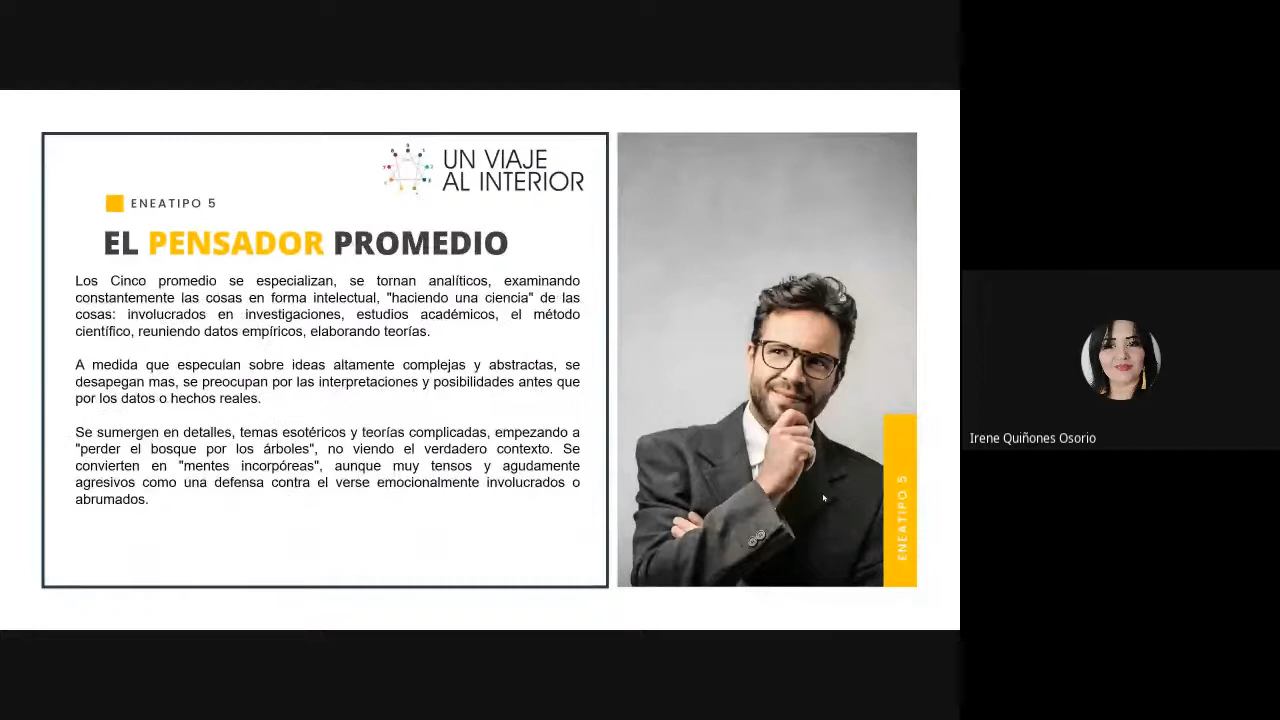 UN VIAJE
AL INTERIOR
ENEATIPO 5
EL PENSADOR PROMEDIO
Los Cinco promedio se especializan, se tornan analíticos, examinando
constantemente las cosas en forma intelectual, "haciendo una ciencia" de las
cosas: involucrados en investigaciones, estudios académicos, el método
científico, reuniendo datos empíricos, elaborando teorías.
A medida que especulan sobre ideas altamente complejas y abstractas, se
desapegan mas, se preocupan por las interpretaciones y posibilidades antes que
por los datos o hechos reales.
Se sumergen en detalles, temas esotéricos y teorías complicadas, empezando a
"perder el bosque por los árboles", no viendo el verdadero contexto. Se
convierten en "mentes incorpóreas", aunque muy tensos y agudamente
agresivos como una defensa contra el verse emocionalmente involucrados o
abrumados.
ENEATIPO 5
Irene Quiñones Osorio